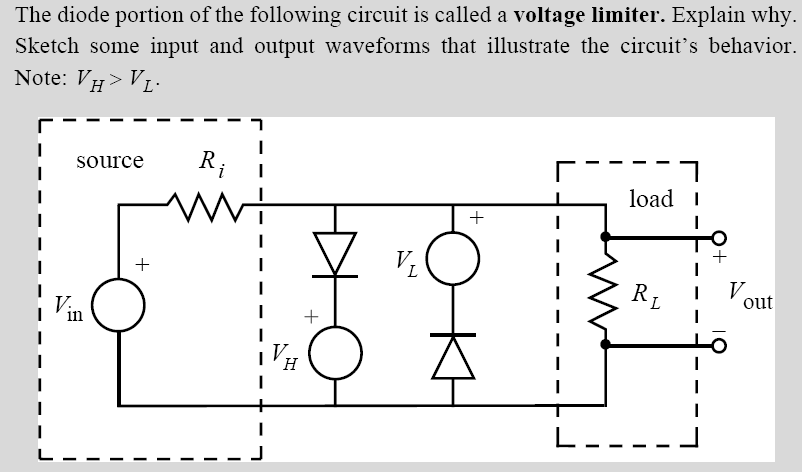 The diode portion of the following circuit is called a voltage limiter. Explain why.
Sketch some input and output waveforms that illustrate the circuit’s behavior.
Note: V_H > V_L.
source
R_i
load
+
V_L
+
+
V_in
+
R_L
V_out
V_H
−